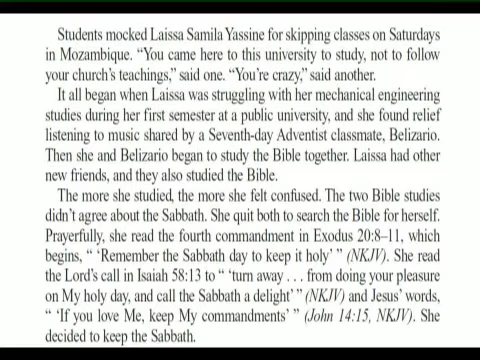 Students mocked Laissa Samila Yassine for skipping classes on Saturdays
in Mozambique. “You came here to this university to study, not to follow
your church’s teachings,” said one. “You’re crazy,” said another.
It all began when Laissa was struggling with her mechanical engineering
studies during her first semester at a public university, and she found relief
listening to music shared by a Seventh-day Adventist classmate, Belizario.
Then she and Belizario began to study the Bible together. Laissa had other
new friends, and they also studied the Bible.
The more she studied, the more she felt confused. The two Bible studies
didn’t agree about the Sabbath. She quit both to search the Bible for herself.
Prayerfully, she read the fourth commandment in Exodus 20:8–11, which
begins, “ ‘Remember the Sabbath day to keep it holy’ ” (NKJV). She read
the Lord’s call in Isaiah 58:13 to “ ‘turn away . . . from doing your pleasure
on My holy day, and call the Sabbath a delight’ ” (NKJV) and Jesus’ words,
“ ‘If you love Me, keep My commandments’ ” (John 14:15, NKJV). She
decided to keep the Sabbath.